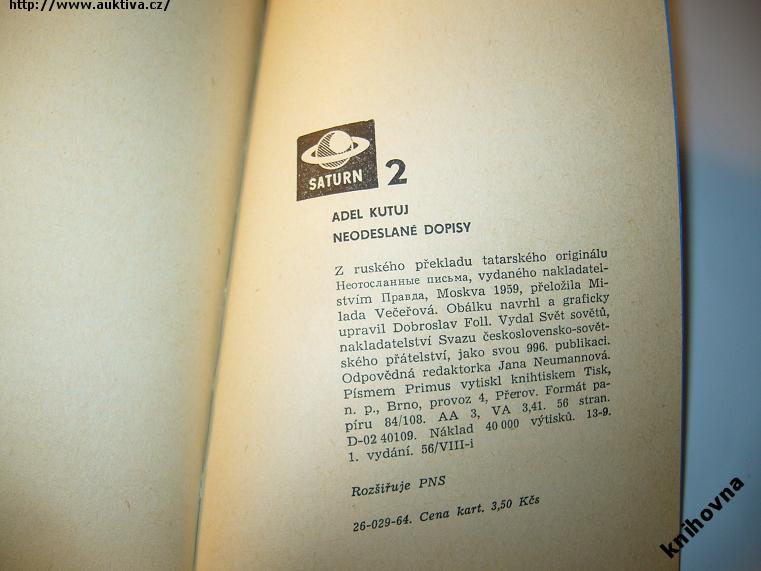 http://www.auktiva.cz/
SATURN
2
ADEL KUTUJ
NEODESLANÉ DOPISY
Z ruského překladu tatarského originálu
Неотосланные письма, vydaného nakladatel-
stvím Правда, Moskva 1959, přeložila Mi-
lada Večeřová. Obálku navrhl a graficky
upravil Dobroslav Foll. Vydal Svět sovětů,
nakladatelství Svazu československo-sovět-
ského přátelství, jako svou 996. publikaci.
Odpovědná redaktorka Jana Neumannová.
Písmem Primus vytiskl knihtiskem Tisk,
n. p., Brno, provoz 4, Přerov. Formát pa-
píru 84/108. AA 3, VA 3,41. 56 stran.
D-02 40109. Náklad 40 000 výtisků. 13-9.
1. vydání. 56/VIII-i
Rozšiřuje PNS
26-029-64. Cena kart. 3,50 Kčs
knihovna